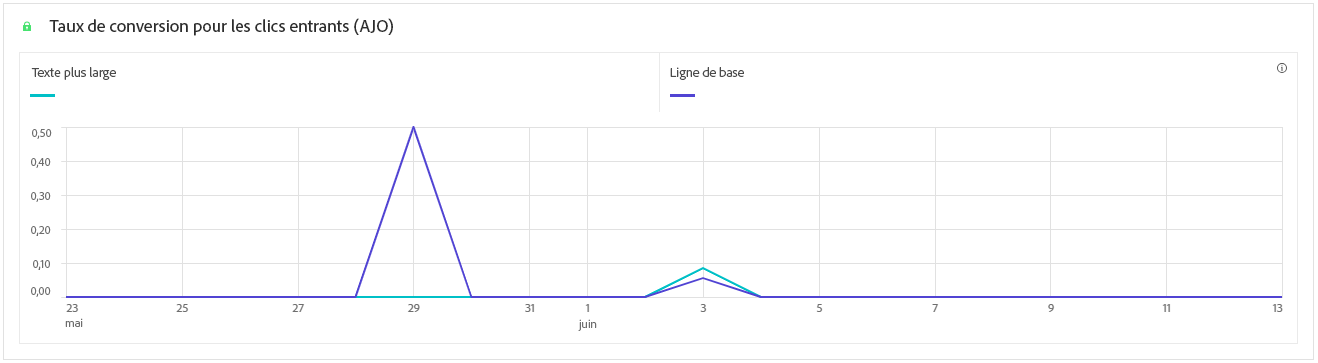 Taux de conversion pour les clics entrants (AJO)
Texte plus large
Ligne de base
0,50
0,40
0,30
0,20
0,10
0,00
23 25 27 29 31 1 3 5 7 9 11 13
mai juin